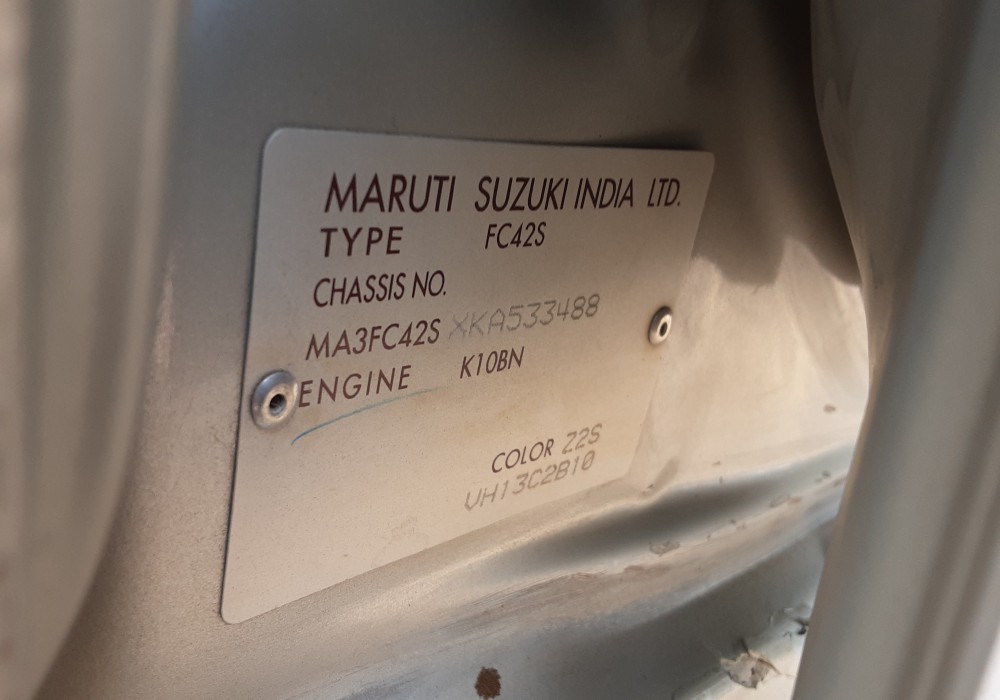 MARUTI SUZUKI INDIA LTD.
TYPE FC42S
CHASSIS NO.
MA3FC42S XKA533488
ENGINE K10BN
COLOR Z2S
VH13C2B10